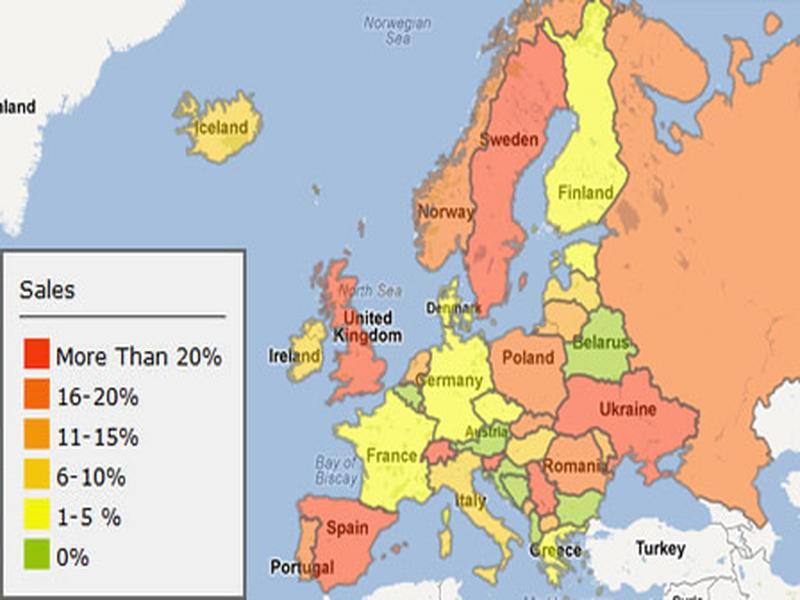 Norwegian
Sea
nland
Iceland
Sweden
Finland
Norway
North Sea
Denmark
United
Kingdom
Ireland
Belarus
Poland
Germany
Ukraine
Austria
France
Bay of
Biscay
Romania
Italy
Spain
Greece
Turkey
Portugal
Sales
More Than 20%
16-20%
11-15%
6-10%
1-5 %
0%